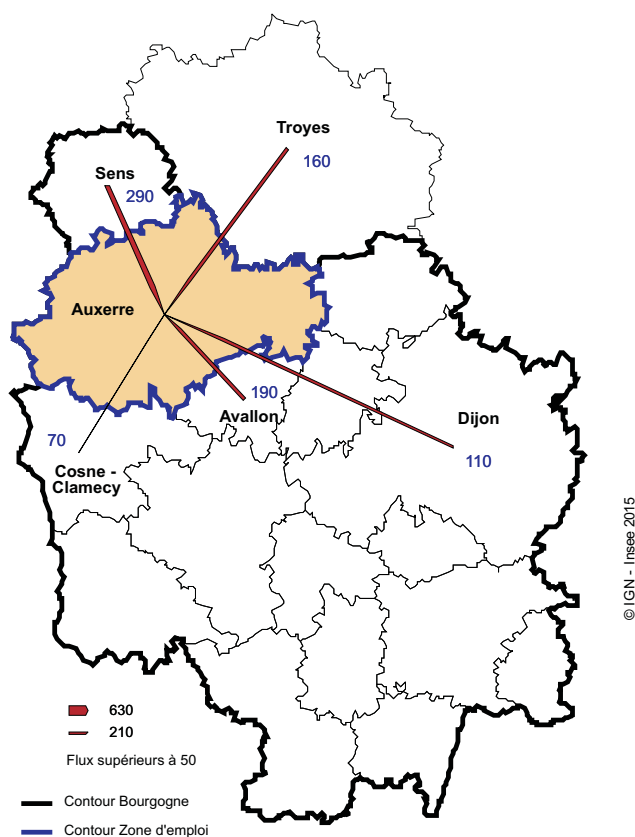 Troyes
160
Sens
290
Auxerre
190
Avallon
Dijon
110
70
Cosne -
Clamecy
© IGN - Insee 2015
630
210
Flux supérieurs à 50
Contour Bourgogne
Contour Zone d'emploi